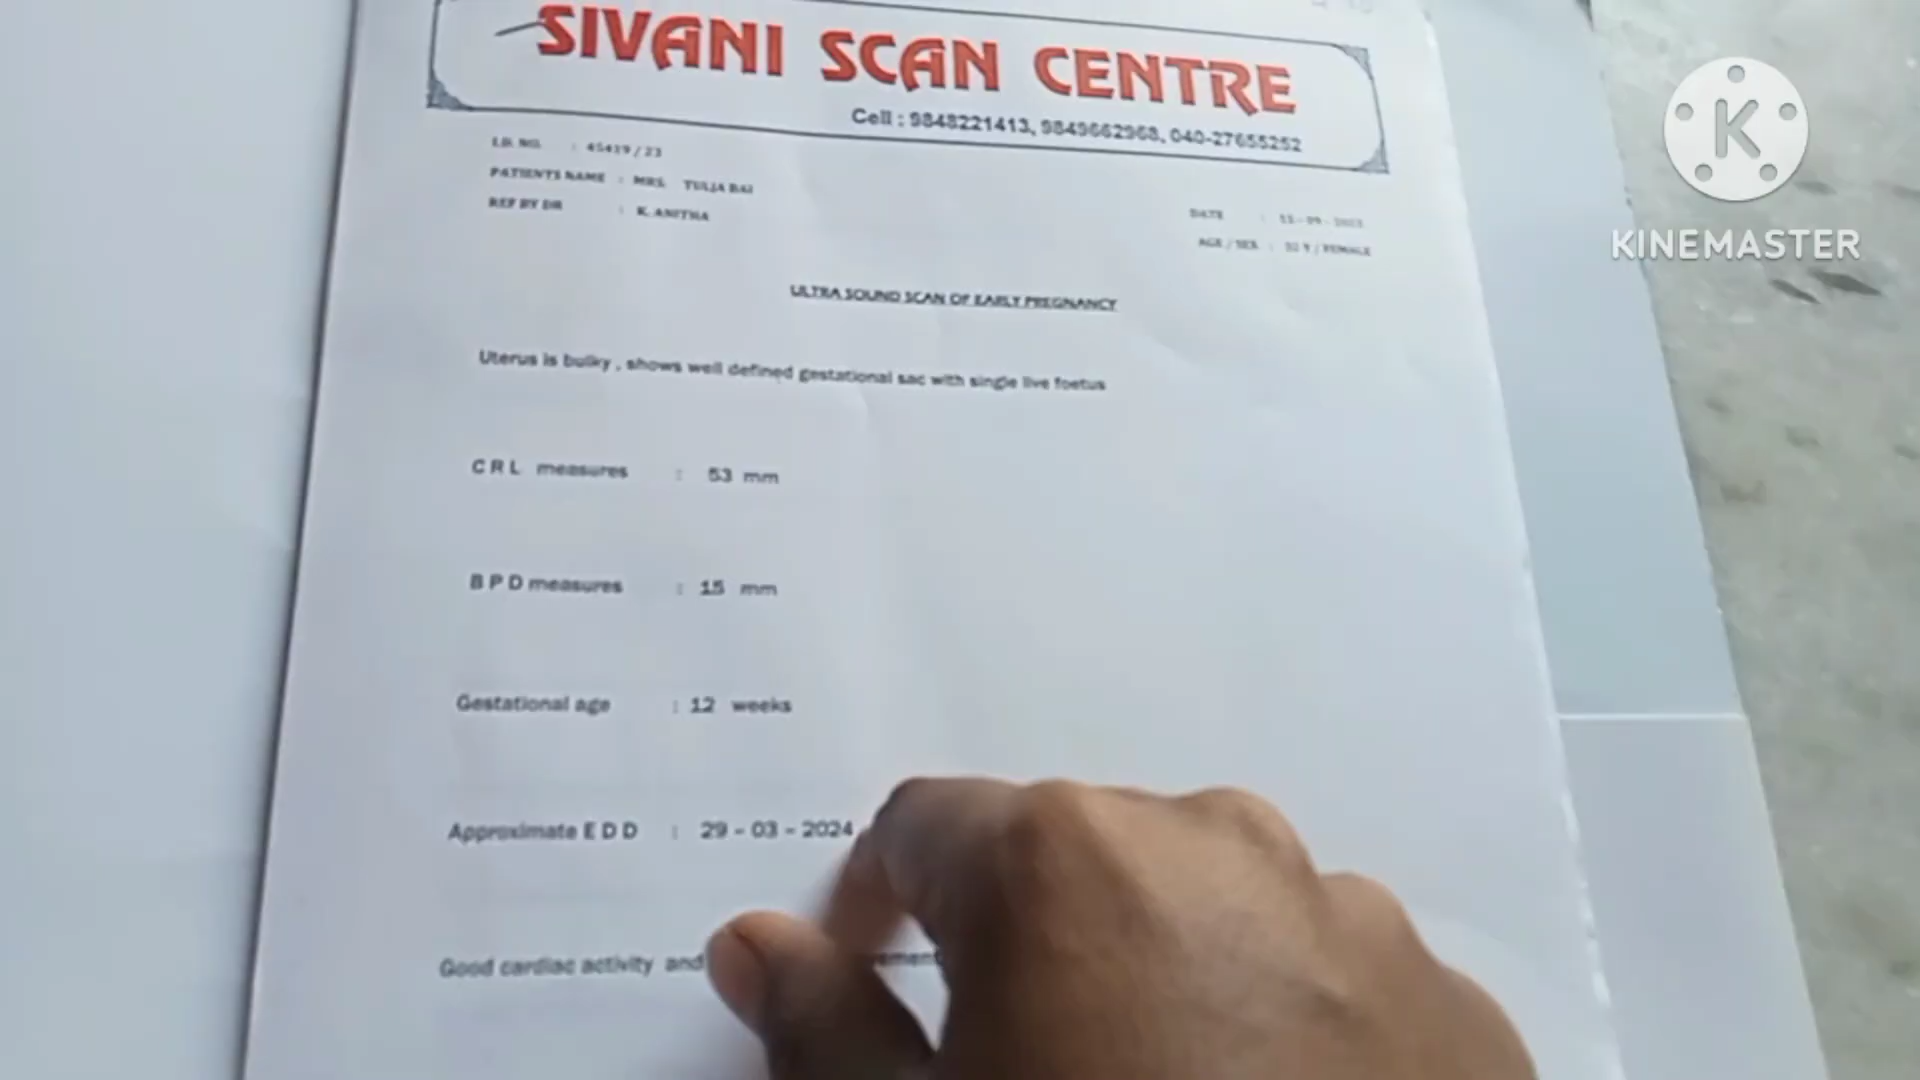 SIVANI SCAN CENTRE
Cell : 9848221413, 9849662968, 040-27655252
I.D. NO. : 45419 / 23
PATIENTS NAME : MRS. TULJA BAI
REF BY DR : K. ANITHA
DATE :
AGE / SEX : Y / FEMALE
ULTRA SOUND SCAN OF EARLY PREGNANCY
Uterus is bulky , shows well defined gestational sac with single live foetus
C R L measures : 53 mm
B P D measures : 15 mm
Gestational age : 12 weeks
Approximate E D D : 29 - 03 - 2024
Good cardiac activity and
K
KINEMASTER